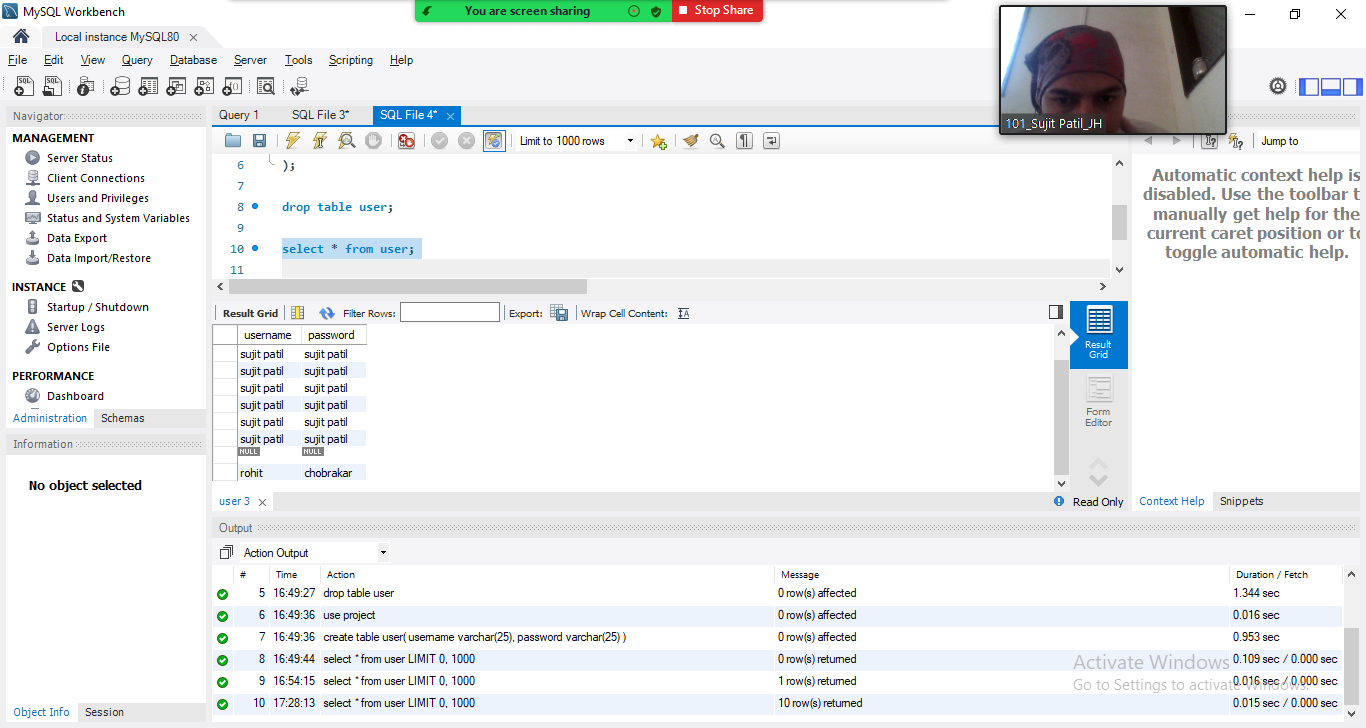 MySQL Workbench
You are screen sharing
Stop Share
Local instance MySQL80
File Edit View Query Database Server Tools Scripting Help
101_Sujit Patil_JH
Navigator
MANAGEMENT
Server Status
Client Connections
Users and Privileges
Status and System Variables
Data Export
Data Import/Restore
INSTANCE
Startup / Shutdown
Server Logs
Options File
PERFORMANCE
Dashboard
Administration Schemas
Information
No object selected
Object Info Session
Query 1 SQL File 3* SQL File 4*
Limit to 1000 rows
6 );
7
8 drop table user;
9
10 select * from user;
11
Result Grid Filter Rows: Export: Wrap Cell Content:
username password
sujit patil sujit patil
sujit patil sujit patil
sujit patil sujit patil
sujit patil sujit patil
sujit patil sujit patil
sujit patil sujit patil
NULL NULL
rohit chobrakar
Result Grid
Form Editor
user 3
Read Only
Jump to
Automatic context help is
disabled. Use the toolbar t
manually get help for the
current caret position or to
toggle automatic help.
Context Help Snippets
Output
Action Output
# Time Action Message Duration / Fetch
5 16:49:27 drop table user 0 row(s) affected 1.344 sec
6 16:49:36 use project 0 row(s) affected 0.016 sec
7 16:49:36 create table user( username varchar(25), password varchar(25) ) 0 row(s) affected 0.953 sec
8 16:49:44 select * from user LIMIT 0, 1000 0 row(s) returned 0.109 sec / 0.000 sec
9 16:54:15 select * from user LIMIT 0, 1000 1 row(s) returned 0.016 sec / 0.000 sec
10 17:28:13 select * from user LIMIT 0, 1000 10 row(s) returned 0.015 sec / 0.000 sec
Activate Windows
Go to Settings to activate Windows.